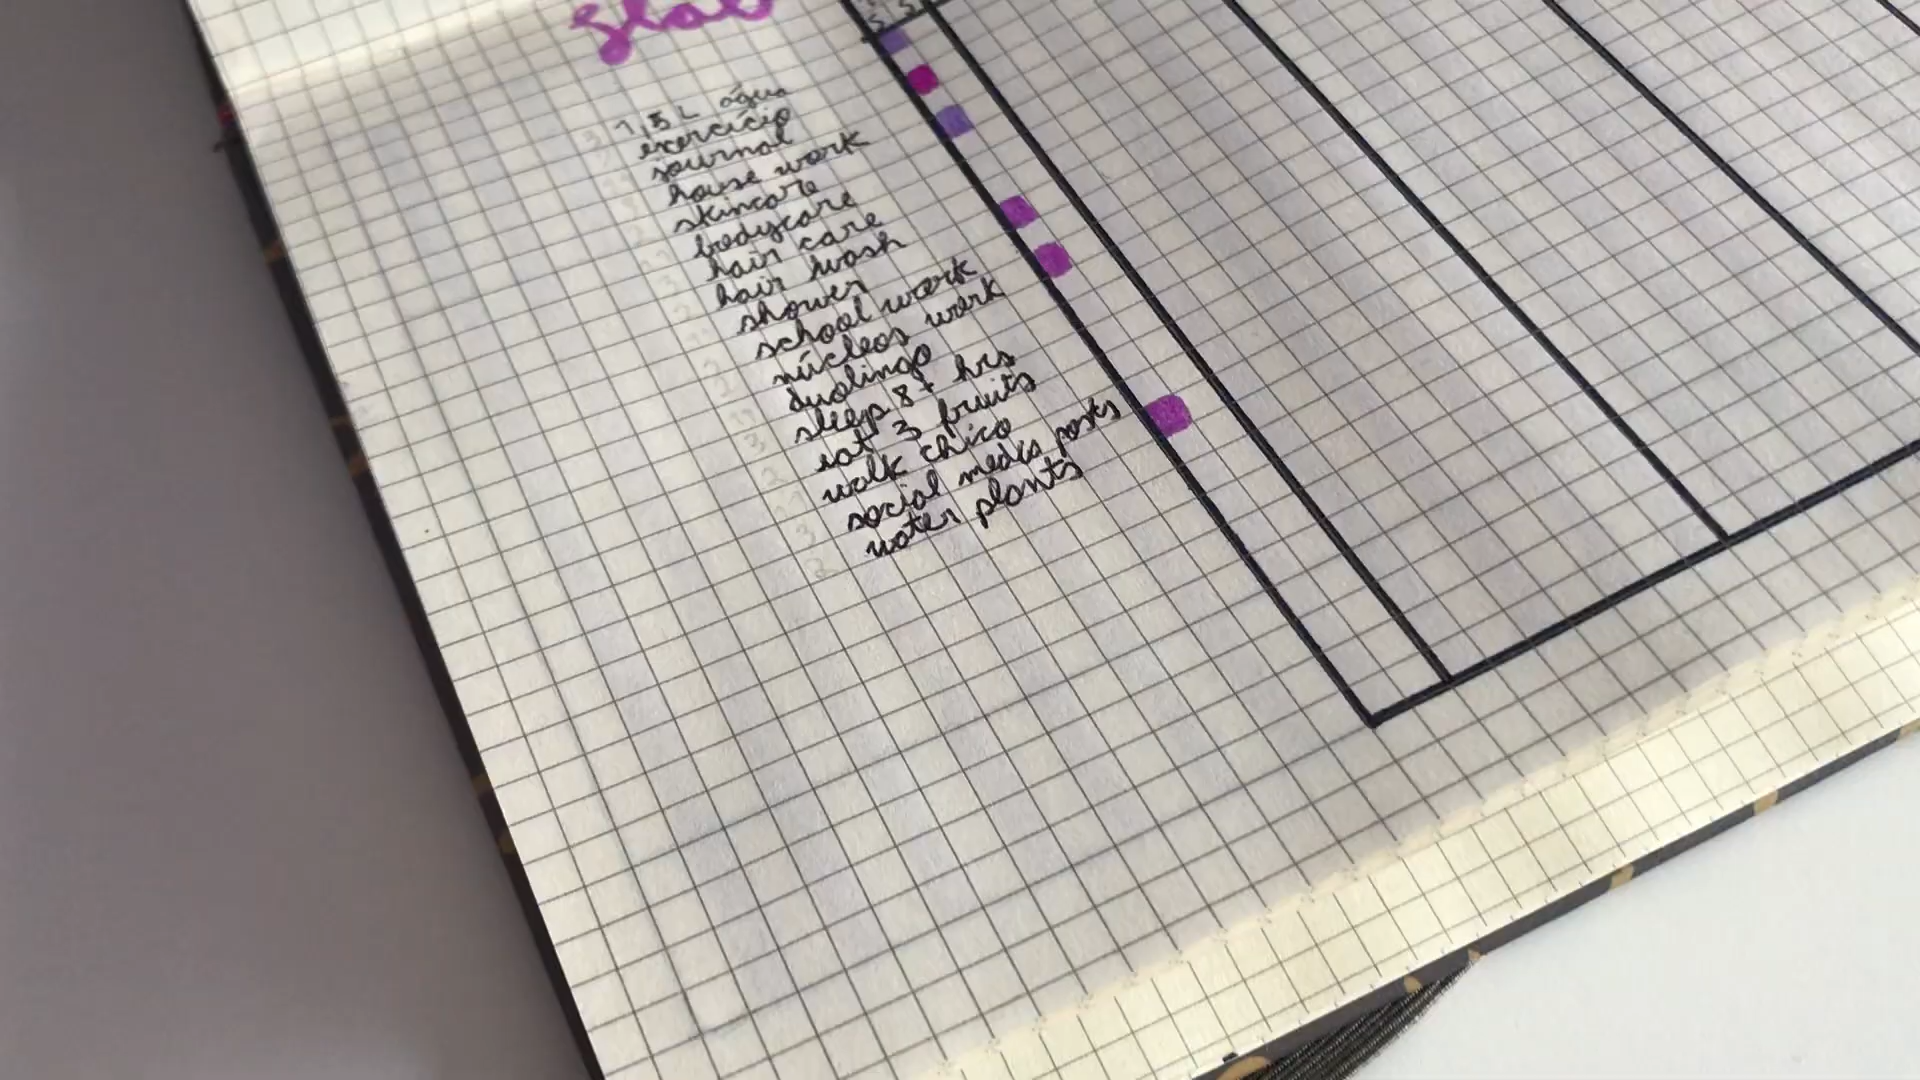 1,5 L água
exercício
journal
house work
skincare
bodycare
hair care
hair wash
shower
school work
núcleos work
duolingo
sleep 8+ hrs
eat 3 fruits
walk chico
social media posts
water plants